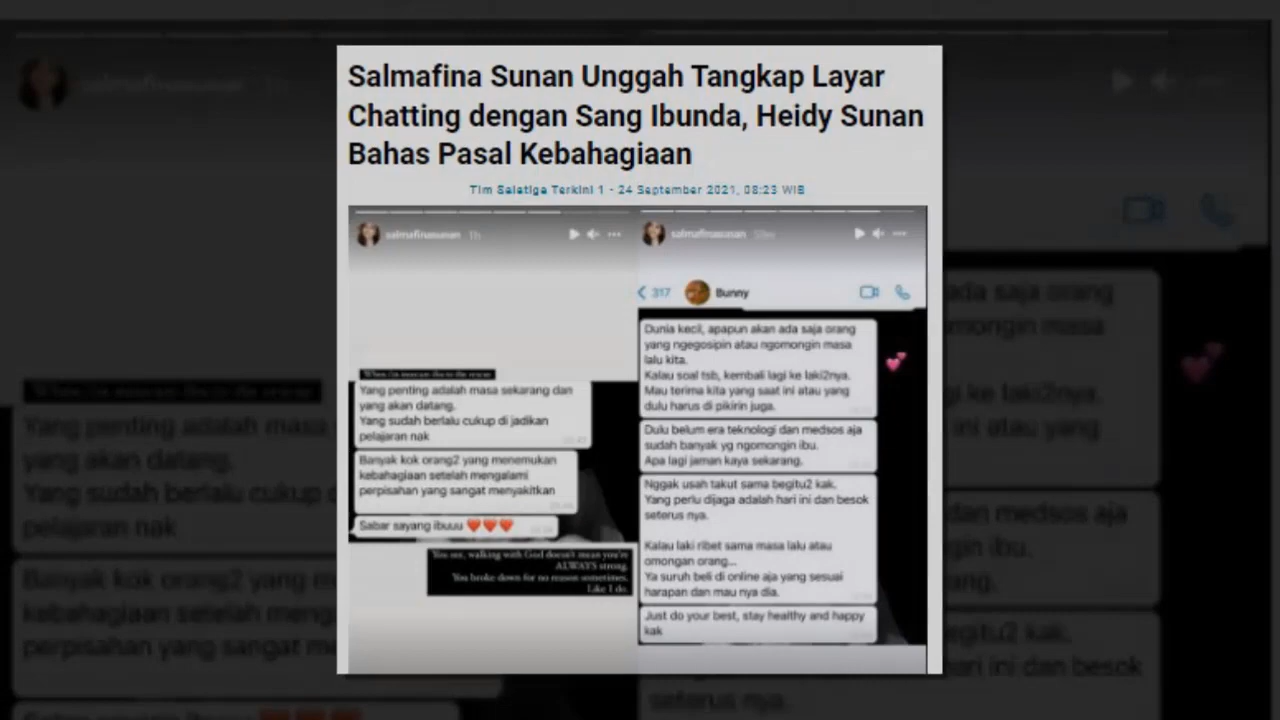 Salmafina Sunan Unggah Tangkap Layar
Chatting dengan Sang Ibunda, Heidy Sunan
Bahas Pasal Kebahagiaan
Tim Salatiga Terkini 1 - 24 September 2021, 08:23 WIB
salmafinasunan 1h
Yang penting adalah masa sekarang dan
yang akan datang.
Yang sudah berlalu cukup di jadikan
pelajaran nak
Banyak kok orang2 yang menemukan
kebahagiaan setelah mengalami
perpisahan yang sangat menyakitkan
Sabar sayang ibuuu ❤️❤️❤️
You see, walking with God doesn't mean you're
ALWAYS strong.
You broke down for no reason sometimes.
Like I do.
salmafinasunan
317 Bunny
Dunia kecil, apapun akan ada saja orang
yang ngegosipin atau ngomongin masa
lalu kita.
Kalau soal tsb, kembali lagi ke laki2nya.
Mau terima kita yang saat ini atau yang
dulu harus di pikirin juga.
Dulu belum era teknologi dan medsos aja
sudah banyak yg ngomongin ibu.
Apa lagi jaman kaya sekarang.
Nggak usah takut sama begitu2 kak.
Yang perlu dijaga adalah hari ini dan besok
seterus nya.
Kalau laki ribet sama masa lalu atau
omongan orang...
Ya suruh beli di online aja yang sesuai
harapan dan mau nya dia.
Just do your best, stay healthy and happy
kak